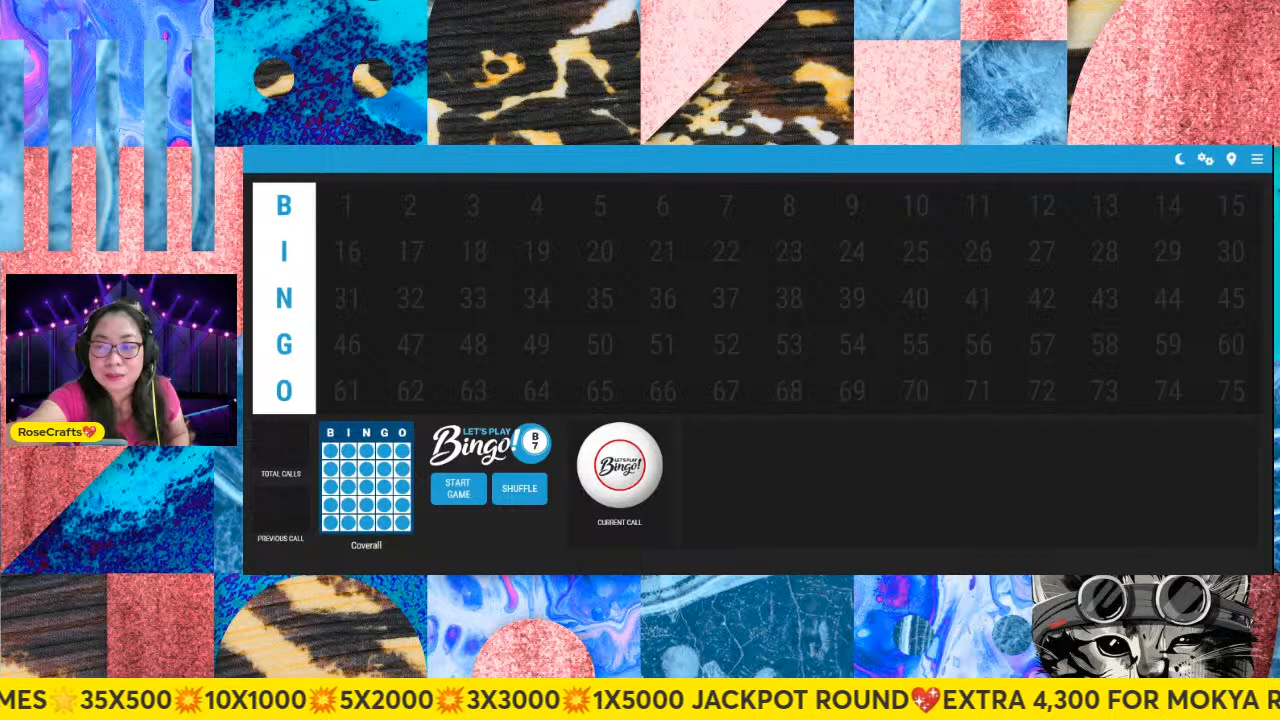 B 1 2 3 4 5 6 7 8 9 10 11 12 13 14 15
I 16 17 18 19 20 21 22 23 24 25 26 27 28 29 30
N 31 32 33 34 35 36 37 38 39 40 41 42 43 44 45
G 46 47 48 49 50 51 52 53 54 55 56 57 58 59 60
O 61 62 63 64 65 66 67 68 69 70 71 72 73 74 75
RoseCrafts💖
TOTAL CALLS
PREVIOUS CALL
B I N G O
Coverall
LET'S PLAY
Bingo!
B
7
START
GAME
SHUFFLE
LET'S PLAY
Bingo!
CURRENT CALL
MES🌟35X500💥10X1000💥5X2000💥3X3000💥1X5000 JACKPOT ROUND💖EXTRA 4,300 FOR MOKYA R